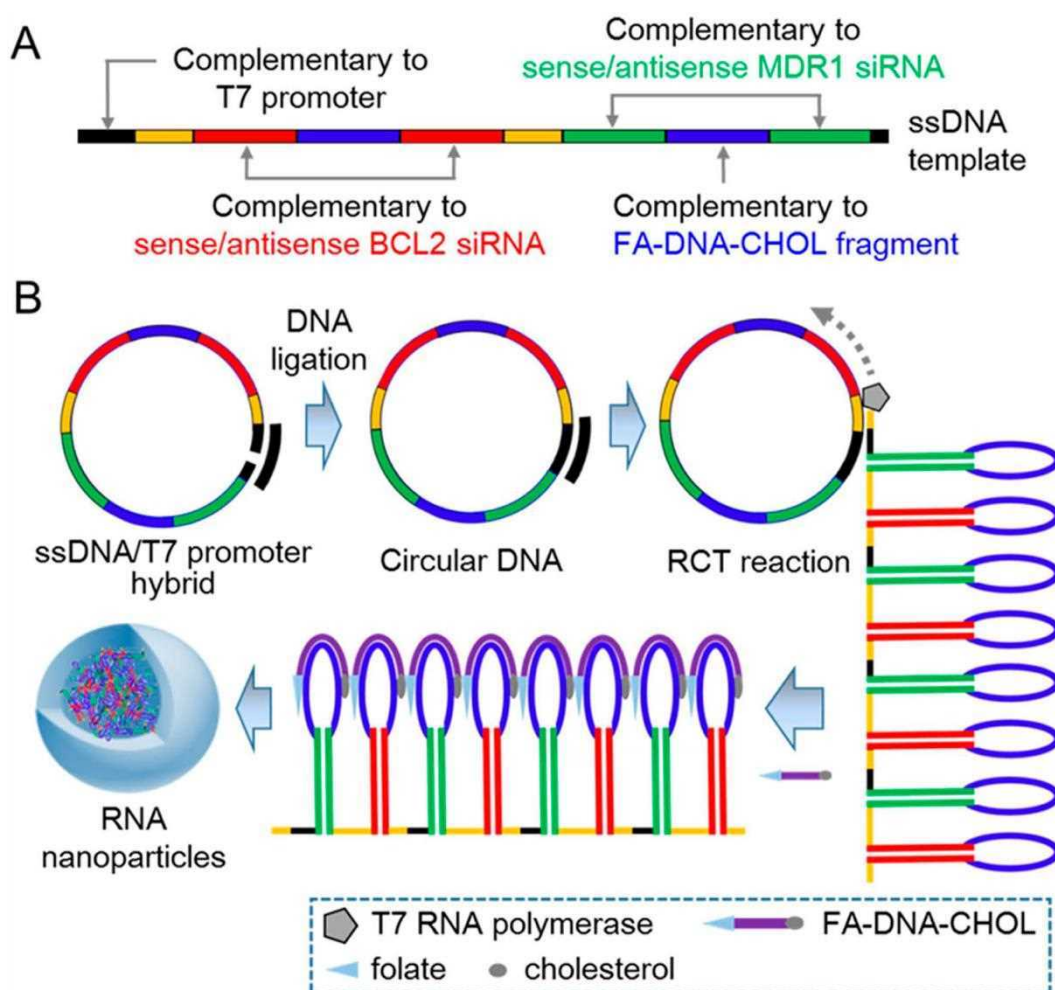 A
Complementary to
T7 promoter
Complementary to
sense/antisense MDR1 siRNA
ssDNA
template
Complementary to
sense/antisense BCL2 siRNA
Complementary to
FA-DNA-CHOL fragment
B
DNA
ligation
ssDNA/T7 promoter
hybrid
Circular DNA
RCT reaction
RNA
nanoparticles
T7 RNA polymerase
FA-DNA-CHOL
folate
cholesterol